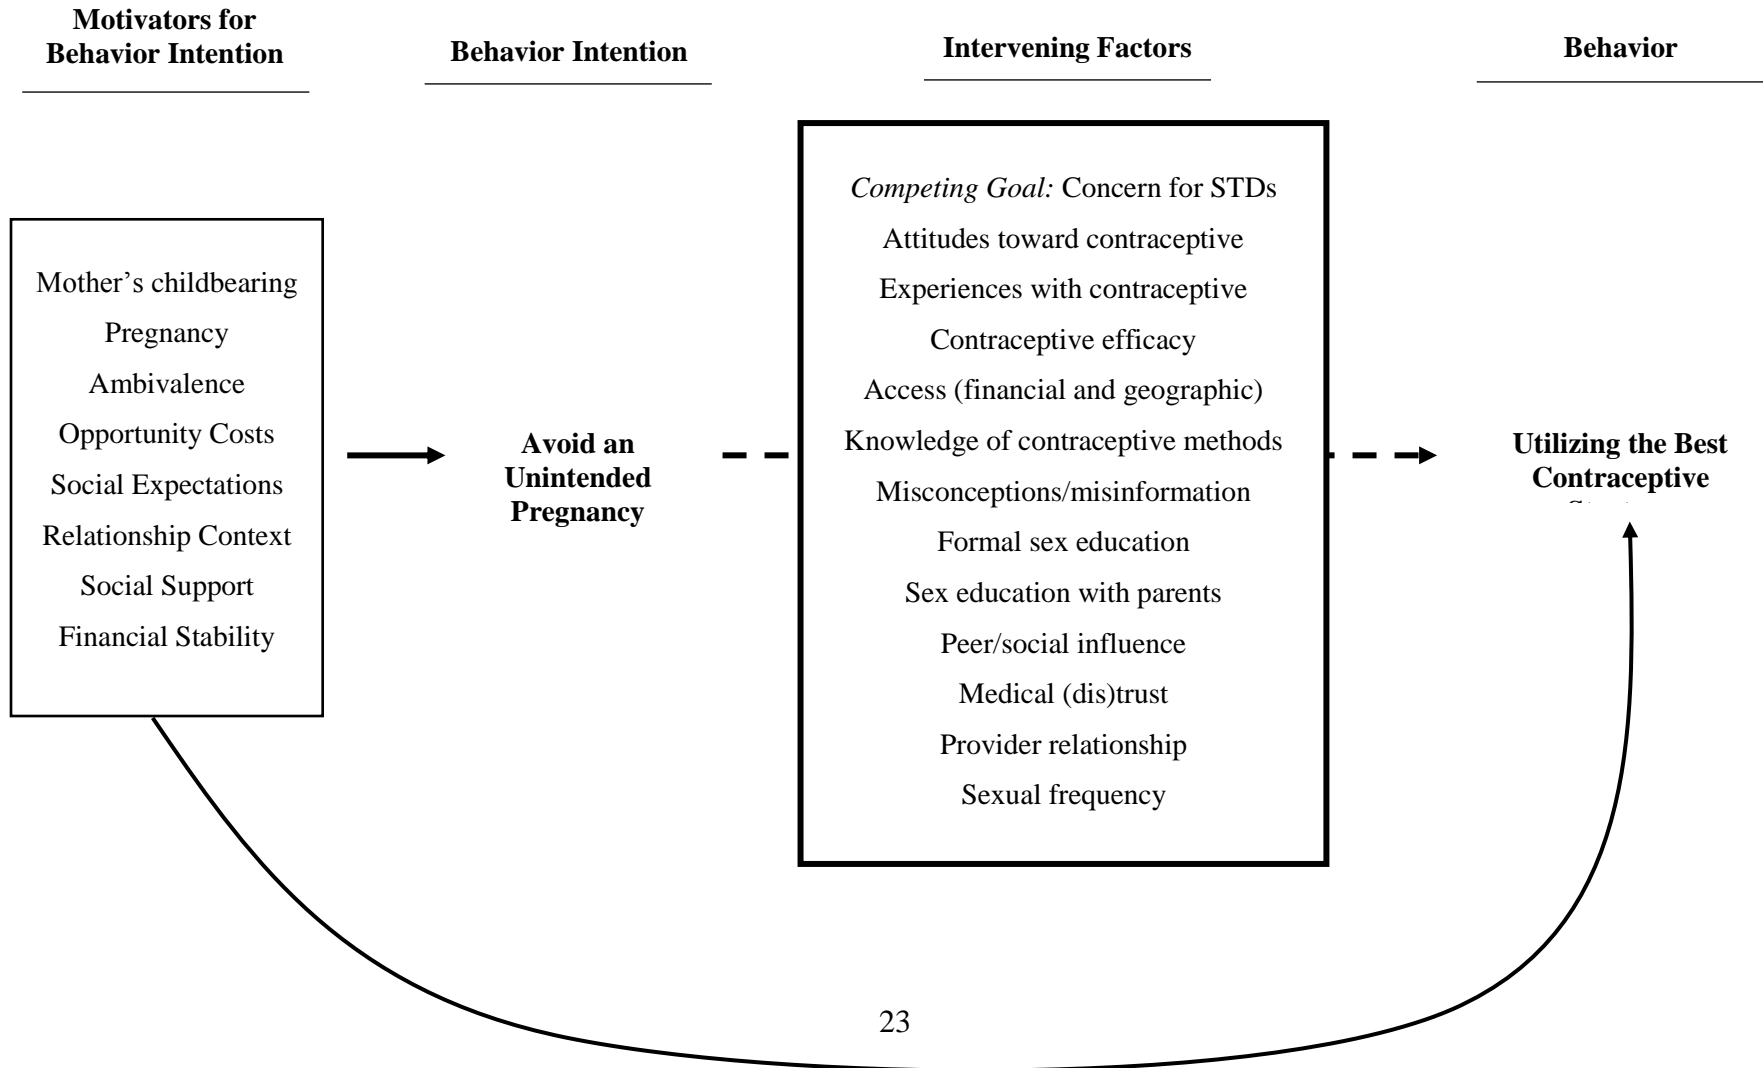 Motivators for
Behavior Intention
Behavior Intention
Intervening Factors
Behavior
Mother’s childbearing
Pregnancy
Ambivalence
Opportunity Costs
Social Expectations
Relationship Context
Social Support
Financial Stability
Avoid an
Unintended
Pregnancy
Competing Goal: Concern for STDs
Attitudes toward contraceptive
Experiences with contraceptive
Contraceptive efficacy
Access (financial and geographic)
Knowledge of contraceptive methods
Misconceptions/misinformation
Formal sex education
Sex education with parents
Peer/social influence
Medical (dis)trust
Provider relationship
Sexual frequency
Utilizing the Best
Contraceptive
23